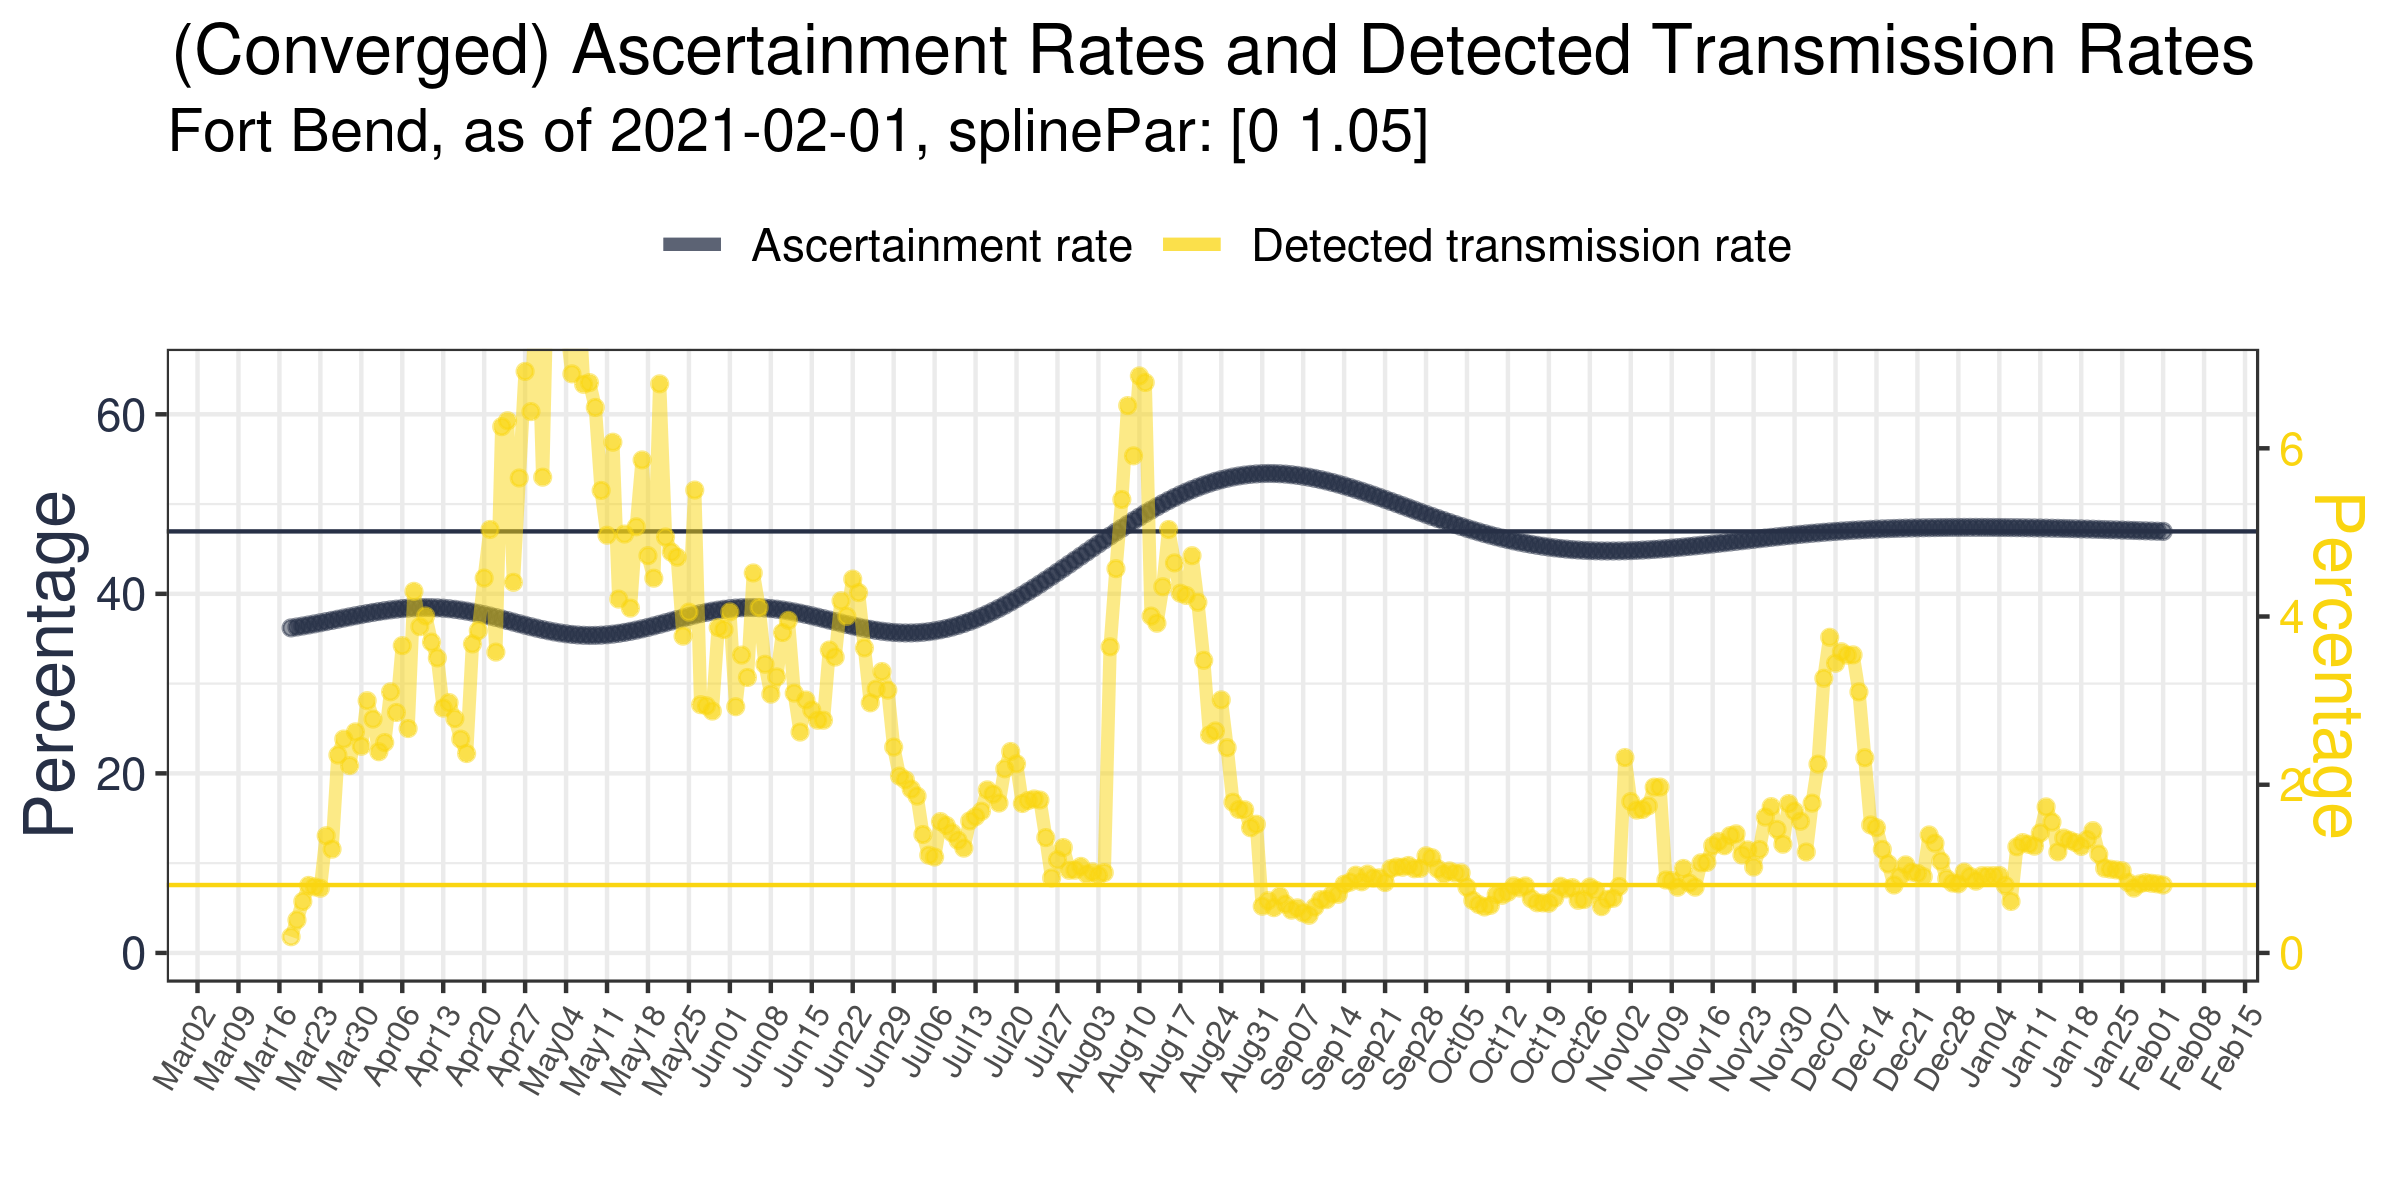 (Converged) Ascertainment Rates and Detected Transmission Rates
Fort Bend, as of 2021-02-01, splinePar: [0 1.05]
Ascertainment rate Detected transmission rate
Percentage
60
40
20
0
6
4
2
0
Percentage
Mar02 Mar09 Mar16 Mar23 Mar30 Apr06 Apr13 Apr20 Apr27 May04 May11 May18 May25 Jun01 Jun08 Jun15 Jun22 Jun29 Jul06 Jul13 Jul20 Jul27 Aug03 Aug10 Aug17 Aug24 Aug31 Sep07 Sep14 Sep21 Sep28 Oct05 Oct12 Oct19 Oct26 Nov02 Nov09 Nov16 Nov23 Nov30 Dec07 Dec14 Dec21 Dec28 Jan04 Jan11 Jan18 Jan25 Feb01 Feb08 Feb15